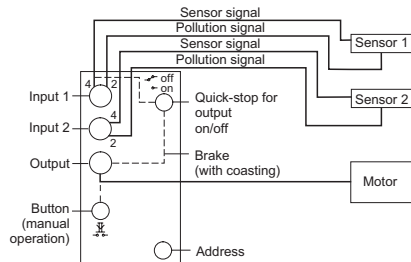 Sensor signal
Pollution signal
Sensor signal
Pollution signal
Sensor 1
Sensor 2
4
2
off
on
Input 1
4
Input 2
2
Quick-stop for
output
on/off
Output
Brake
(with coasting)
Motor
Button
(manual
operation)
Address